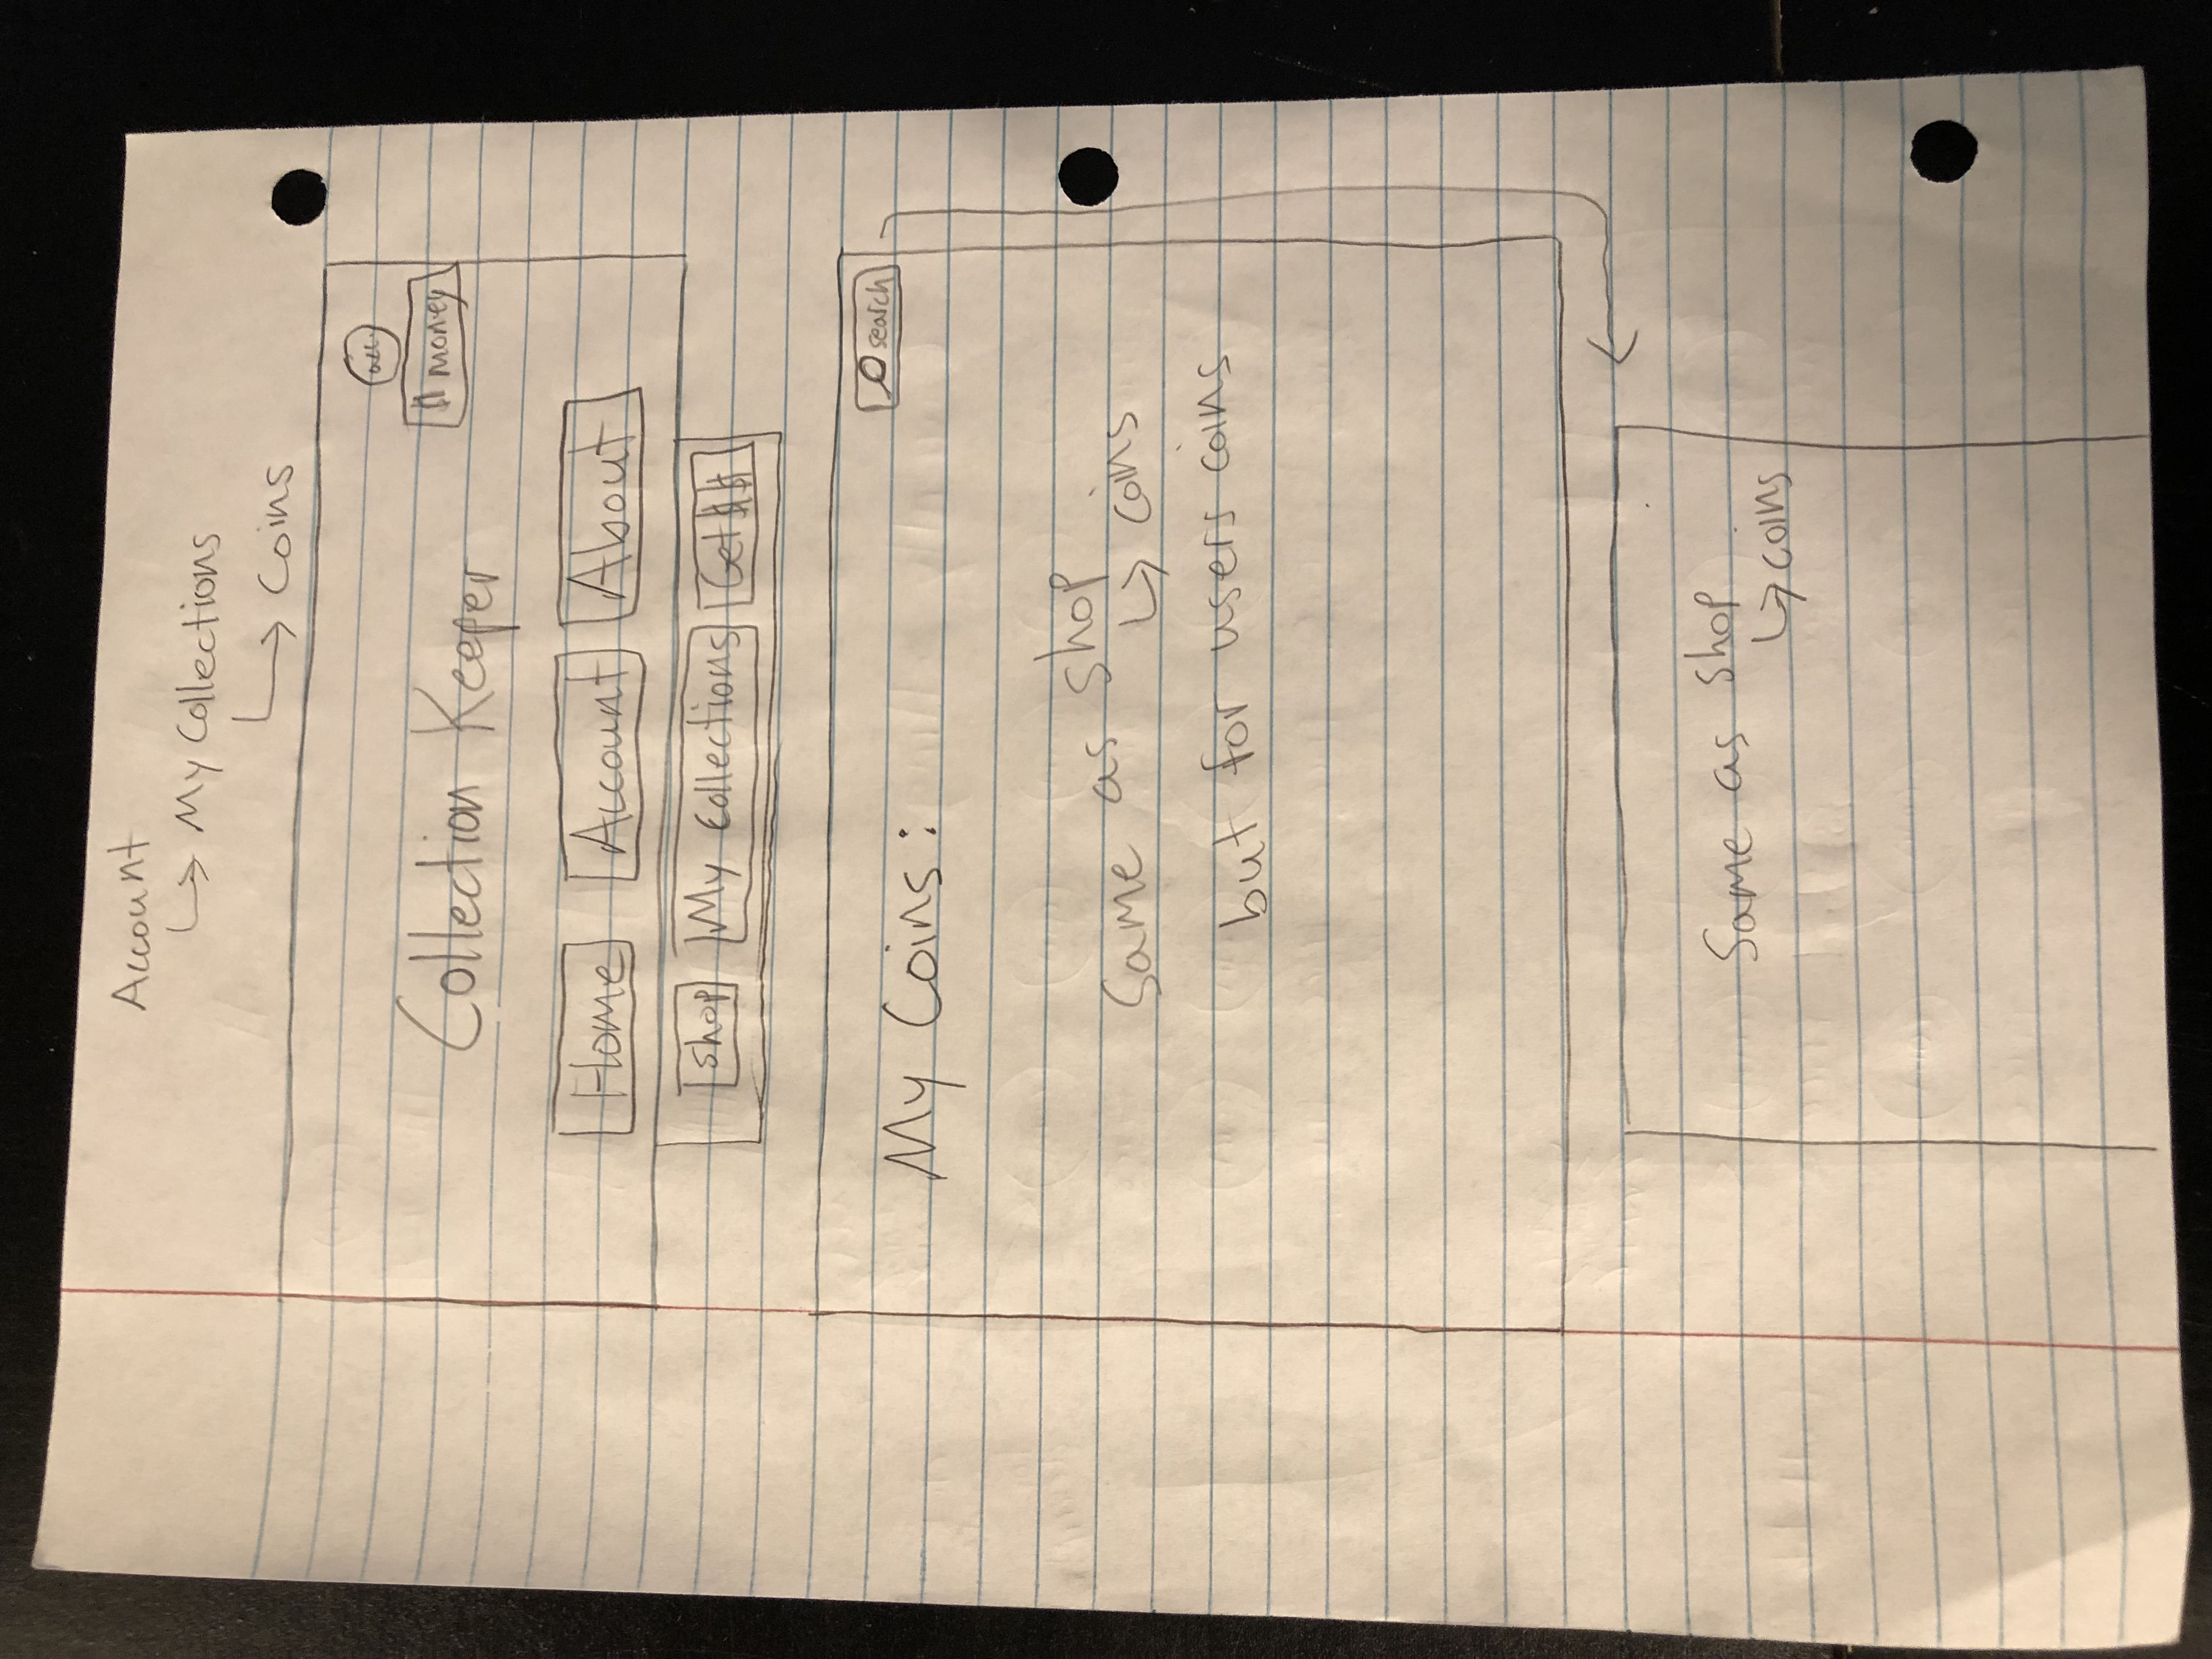 Account
↳ My Collections
↳ Coins
acc.
$ money
Collection Keeper
Home Account About
shop My Collections Get $$
My Coins:
search
Same as shop
↳ coins
but for users coins
Same as shop
↳ coins